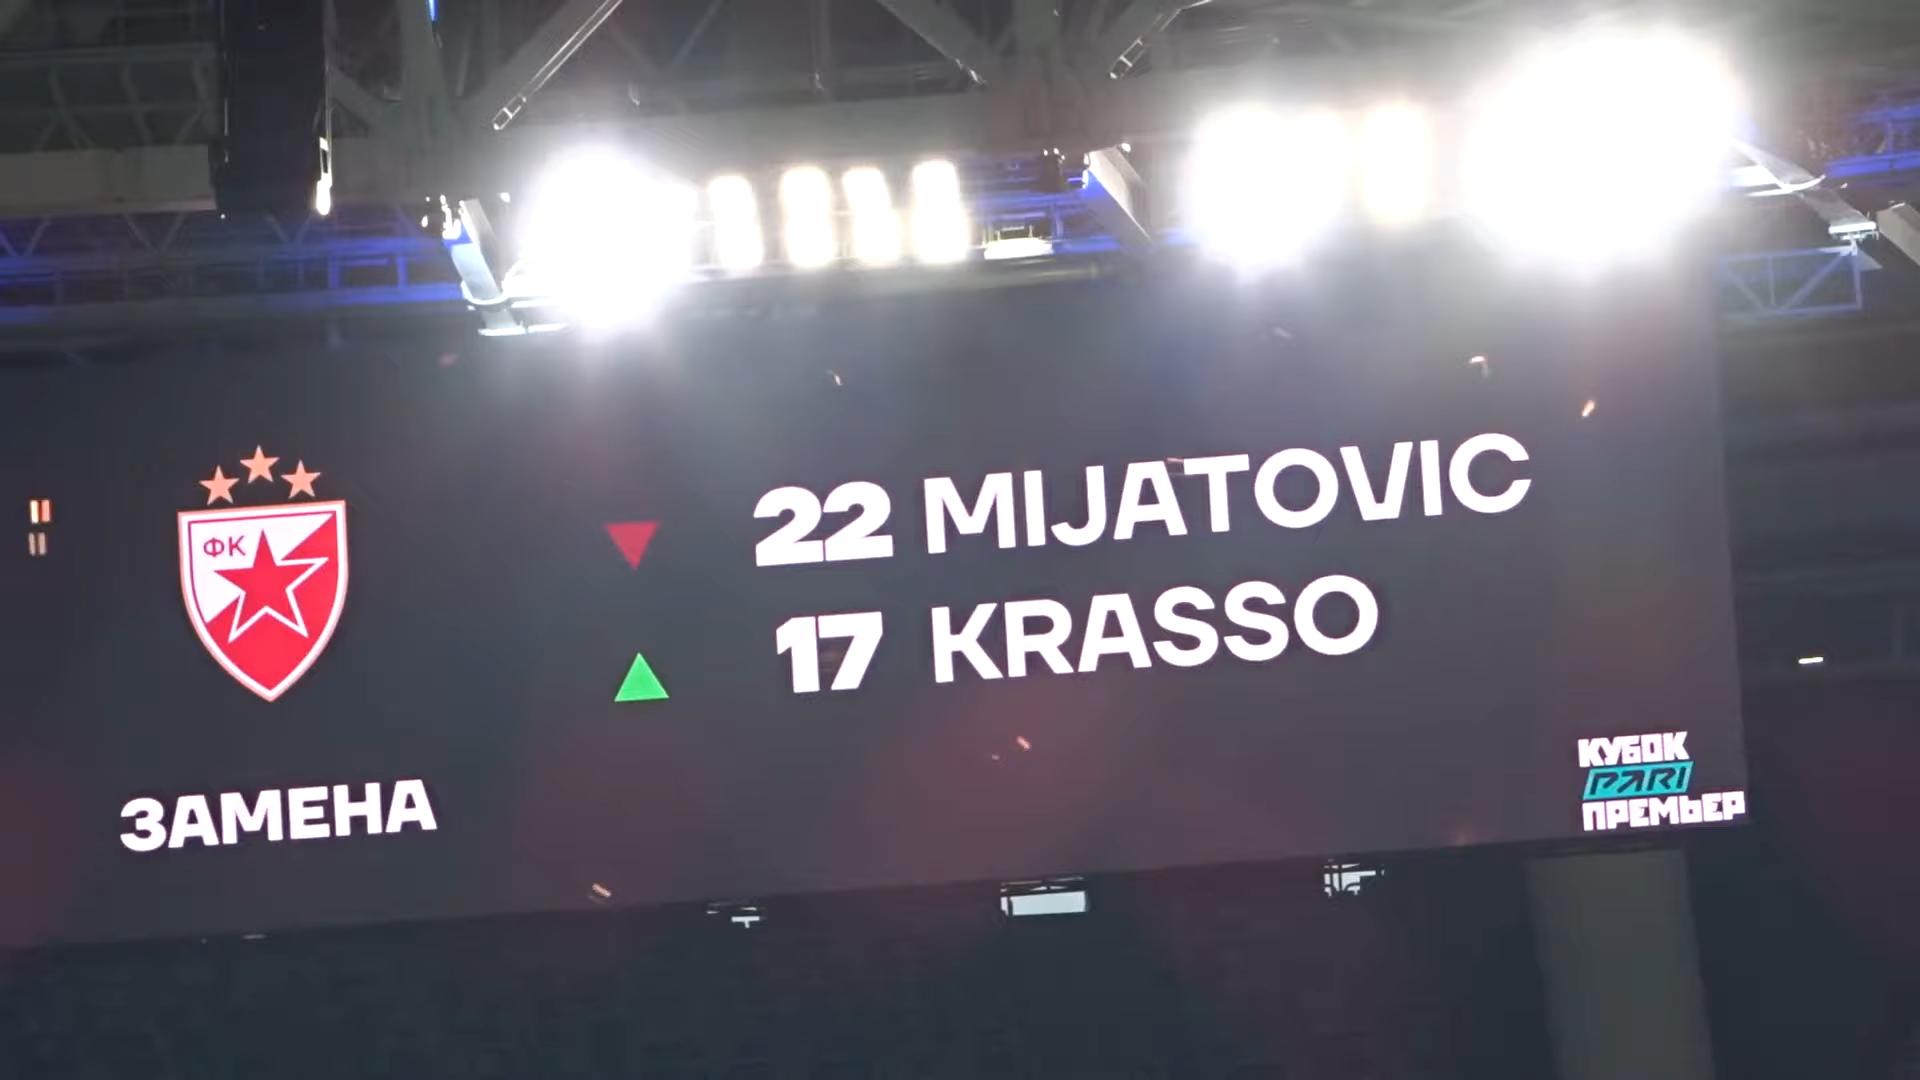 22 MIJATOVIC
17 KRASSO
ФК
ЗАМЕНА
КУБОК
PARI
ПРЕМЬЕР